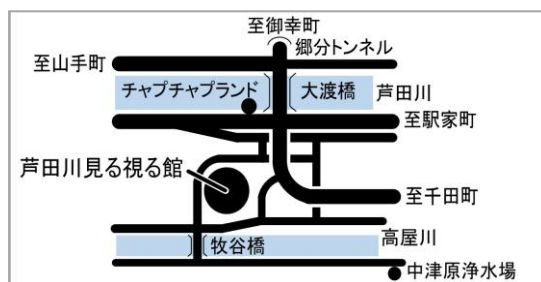 至御幸町
郷分トンネル
至山手町
チャプチャプランド
大渡橋
芦田川
至駅家町
芦田川見る視る館
至千田町
高屋川
牧谷橋
中津原浄水場